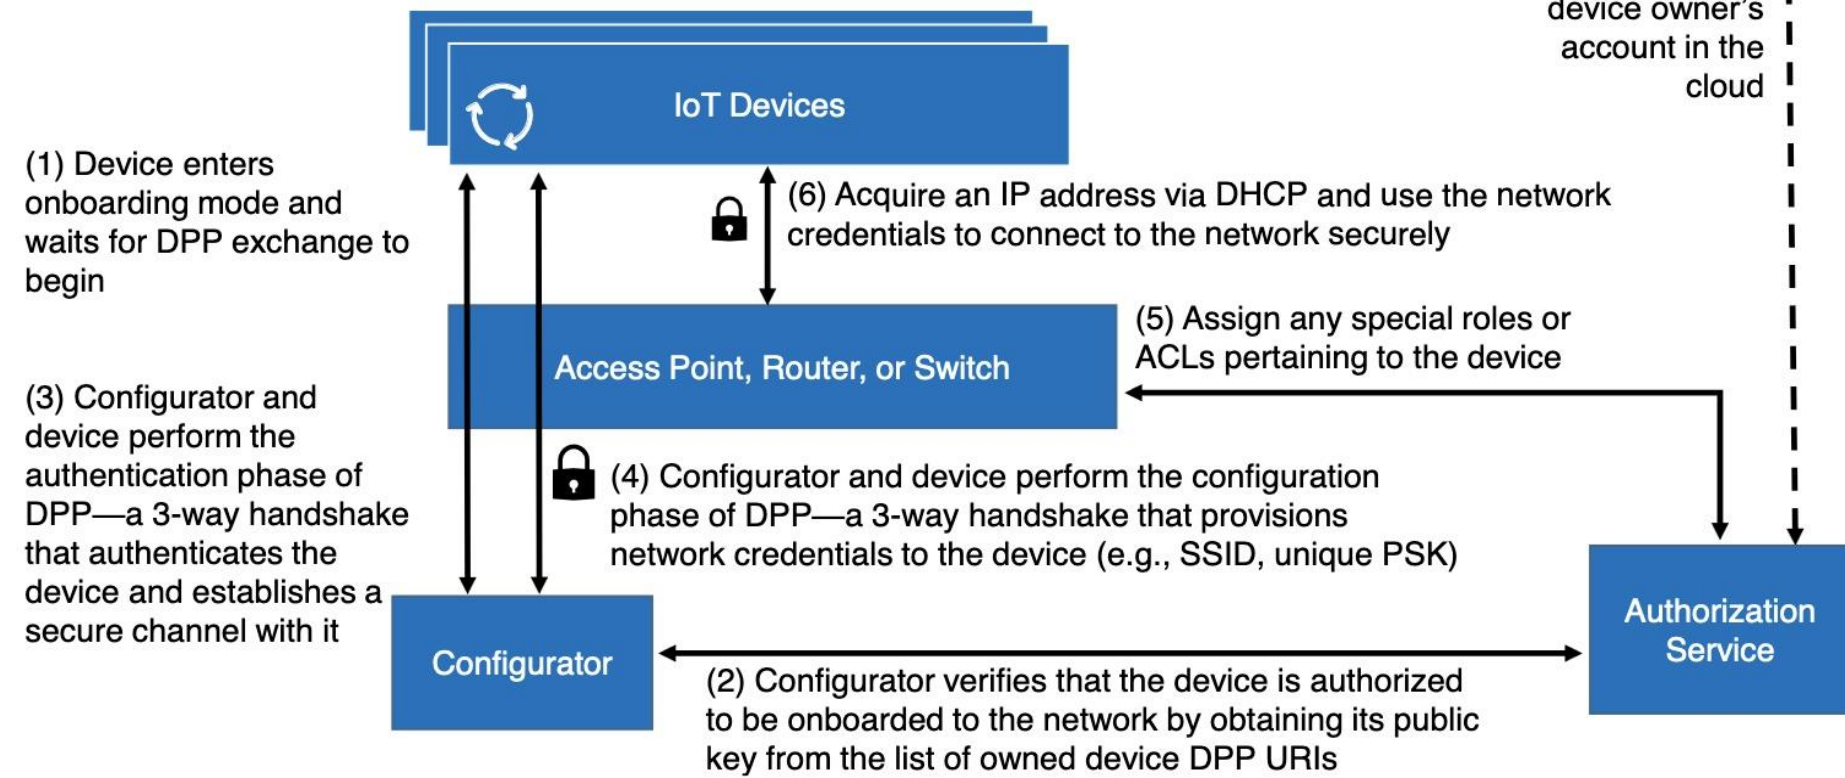 device owner's
account in the
cloud
IoT Devices
(1) Device enters
onboarding mode and
waits for DPP exchange to
begin
(6) Acquire an IP address via DHCP and use the network
credentials to connect to the network securely
(5) Assign any special roles or
ACLs pertaining to the device
Access Point, Router, or Switch
(3) Configurator and
device perform the
authentication phase of
DPP—a 3-way handshake
that authenticates the
device and establishes a
secure channel with it
(4) Configurator and device perform the configuration
phase of DPP—a 3-way handshake that provisions
network credentials to the device (e.g., SSID, unique PSK)
Configurator
Authorization
Service
(2) Configurator verifies that the device is authorized
to be onboarded to the network by obtaining its public
key from the list of owned device DPP URIs